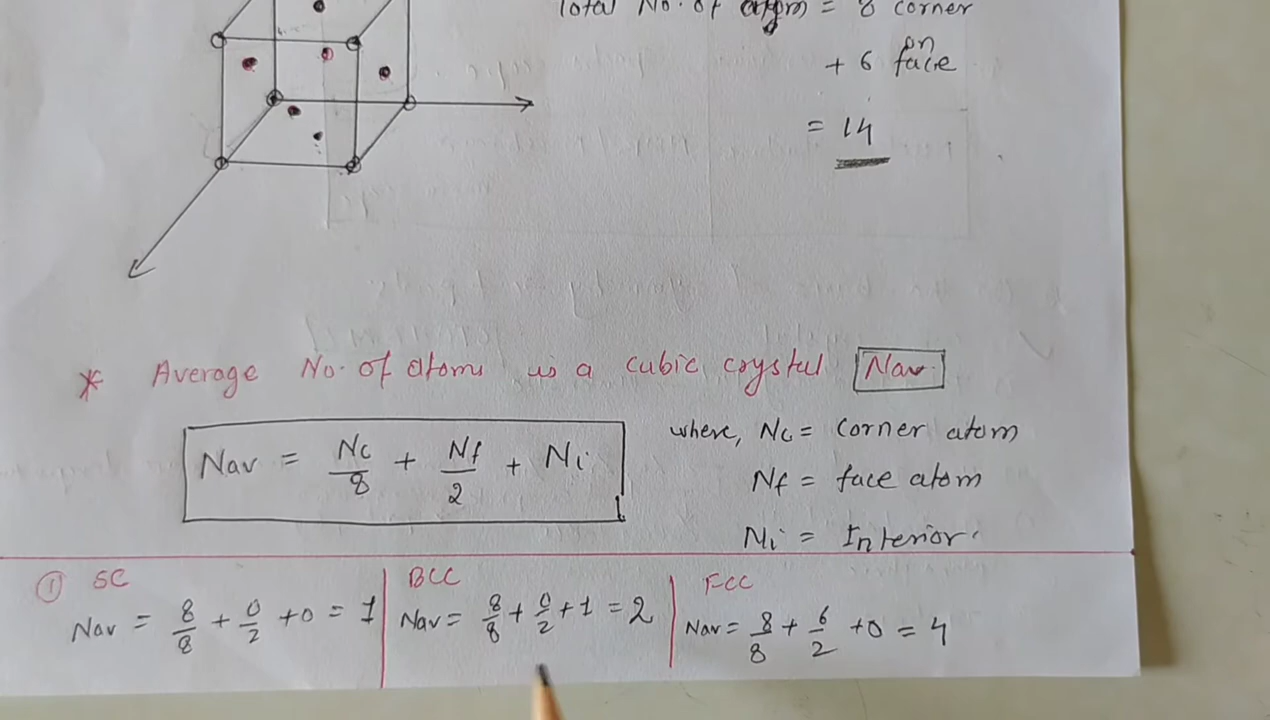 Total No. of atom = 8 corner
+ 6 on face
= 14
* Average No. of atoms is a cubic crystal Nav
Nav = Nc/8 + Nf/2 + Ni
where, Nc = corner atom
Nf = face atom
Ni = Interior
① SC
Nav = 8/8 + 0/2 + 0 = 1
BCC
Nav = 8/8 + 0/2 + 1 = 2
FCC
Nav = 8/8 + 6/2 + 0 = 4